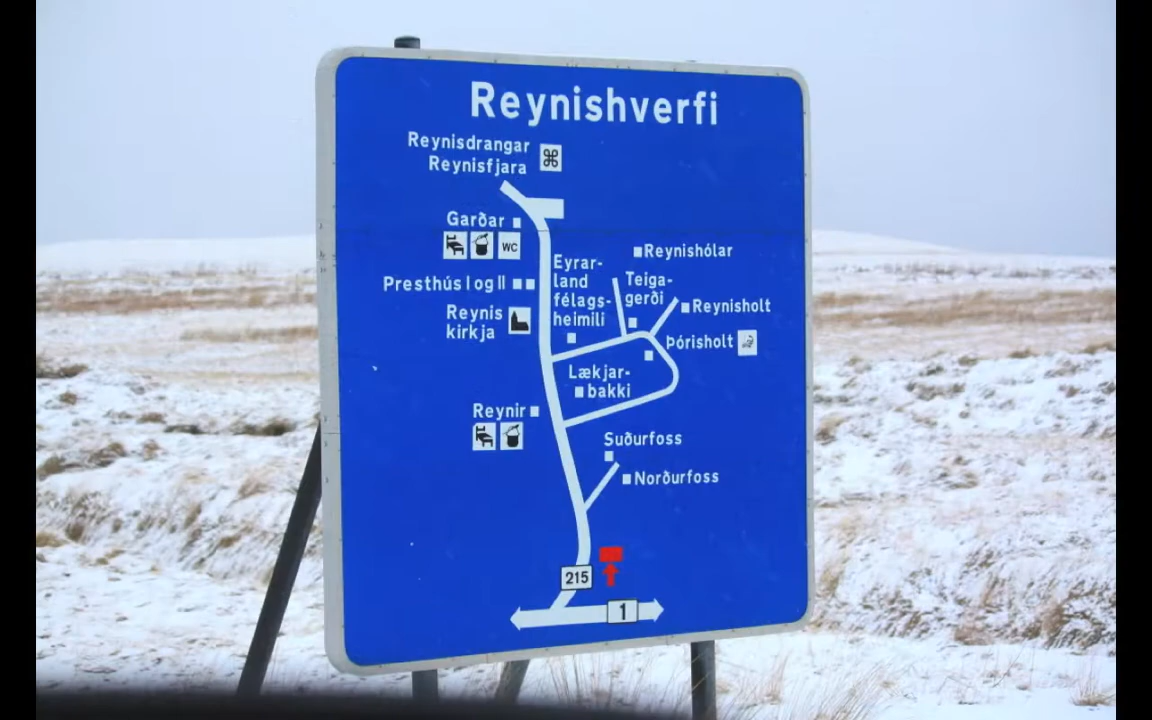 Reynishverfi
Reynisdrangar
Reynisfjara
Garðar
WC
Reynishólar
Eyrar-
land
félags-
heimili
Teiga-
gerði
Presthús I og II
Reynisholt
Reynis
kirkja
Þórisholt
Lækjar-
bakki
Reynir
Suðurfoss
Norðurfoss
215
1